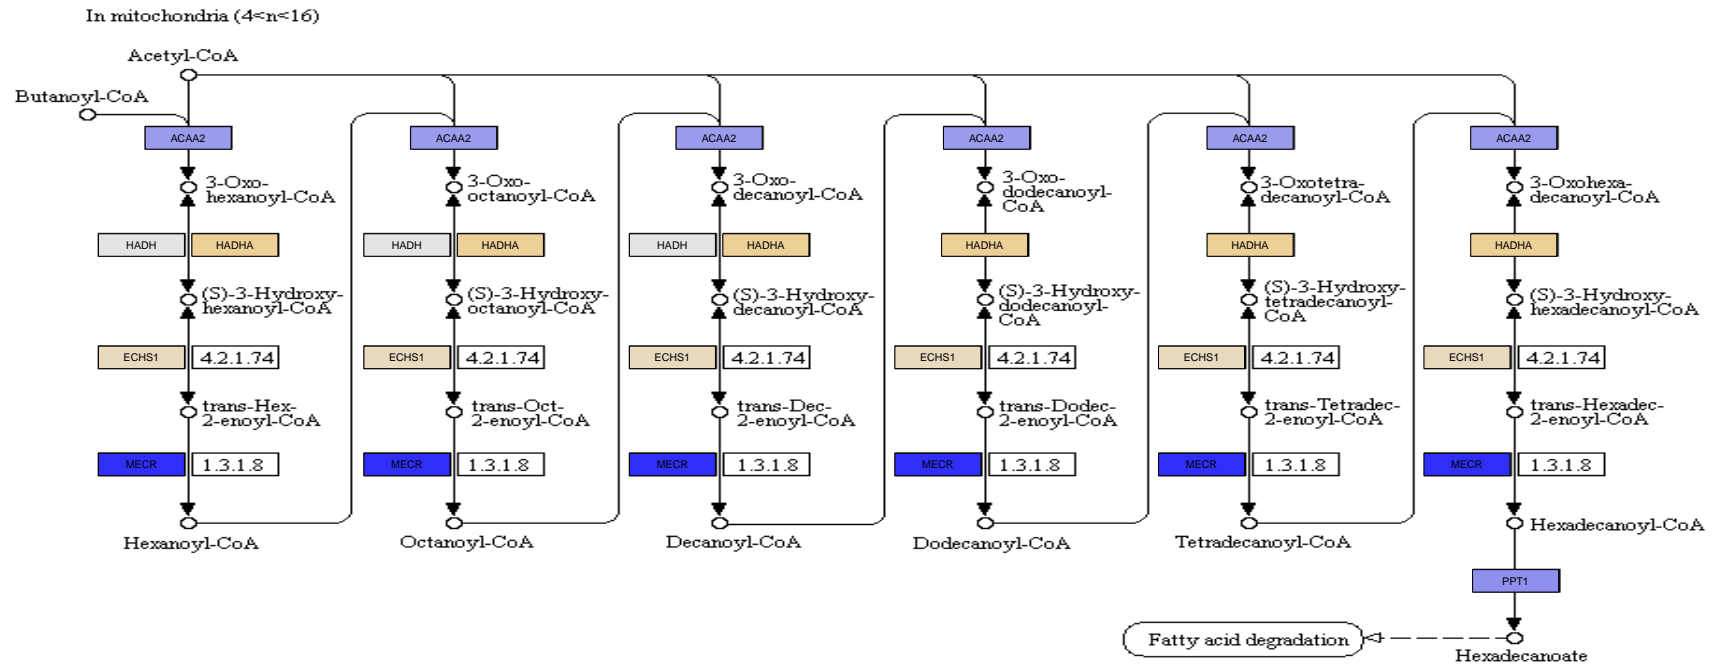 In mitochondria (4<n<16)
Acetyl-CoA
Butanoyl-CoA
ACAA2 ACAA2 ACAA2 ACAA2 ACAA2 ACAA2
3-Oxo-
hexanoyl-CoA
3-Oxo-
octanoyl-CoA
3-Oxo-
decanoyl-CoA
3-Oxo-
dodecanoyl-
CoA
3-Oxotetra-
decanoyl-CoA
3-Oxohexa-
decanoyl-CoA
HADH HADHA HADH HADHA HADH HADHA HADHA HADHA HADHA
(S)-3-Hydroxy-
hexanoyl-CoA
(S)-3-Hydroxy-
octanoyl-CoA
(S)-3-Hydroxy-
decanoyl-CoA
(S)-3-Hydroxy-
dodecanoyl-
CoA
(S)-3-Hydroxy-
tetradecanoyl-
CoA
(S)-3-Hydroxy-
hexadecanoyl-CoA
ECHS1 4.2.1.74 ECHS1 4.2.1.74 ECHS1 4.2.1.74 ECHS1 4.2.1.74 ECHS1 4.2.1.74 ECHS1 4.2.1.74
trans-Hex-
2-enoyl-CoA
trans-Oct-
2-enoyl-CoA
trans-Dec-
2-enoyl-CoA
trans-Dodec-
2-enoyl-CoA
trans-Tetradec-
2-enoyl-CoA
trans-Hexadec-
2-enoyl-CoA
MECR 1.3.1.8 MECR 1.3.1.8 MECR 1.3.1.8 MECR 1.3.1.8 MECR 1.3.1.8 MECR 1.3.1.8
Hexanoyl-CoA
Octanoyl-CoA
Decanoyl-CoA
Dodecanoyl-CoA
Tetradecanoyl-CoA
Hexadecanoyl-CoA
PPT1
Fatty acid degradation
Hexadecanoate